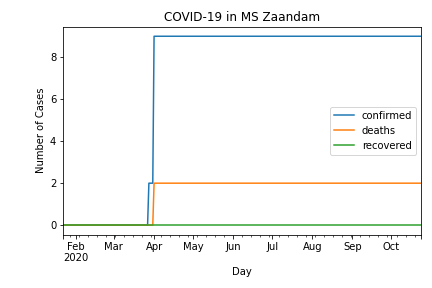 COVID-19 in MS Zaandam
Number of Cases
8
6
4
2
0
confirmed
deaths
recovered
Feb Mar Apr May Jun Jul Aug Sep Oct
2020
Day